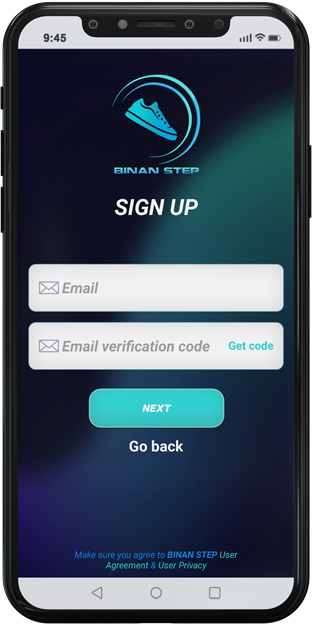 9:45
BINAN STEP
SIGN UP
Email
Email verification code Get code
NEXT
Go back
Make sure you agree to BINAN STEP User
Agreement & User Privacy